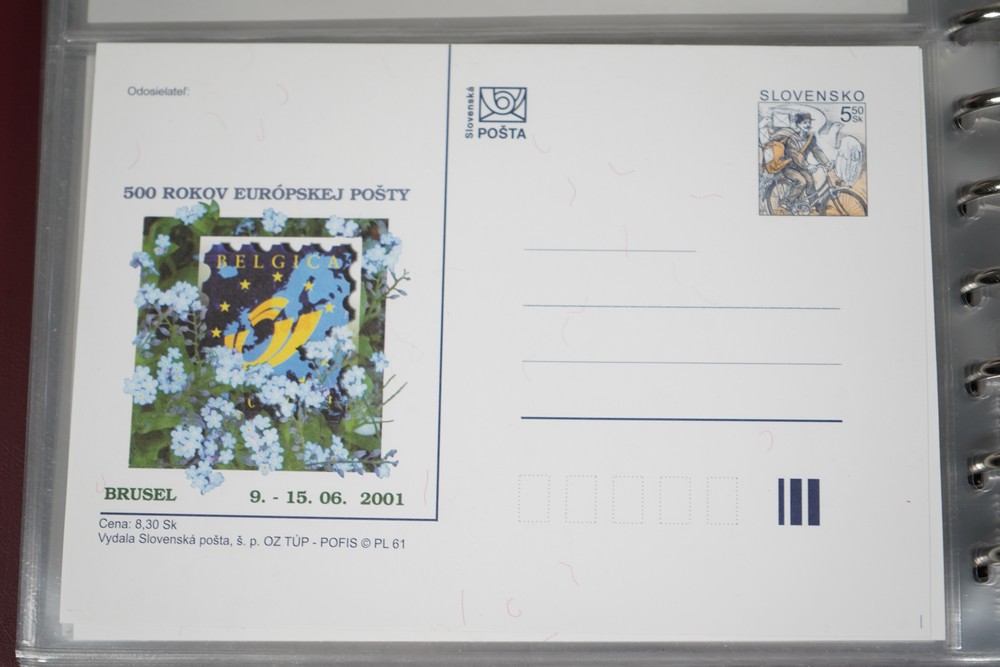 Odosielateľ:
500 ROKOV EURÓPSKEJ POŠTY
BELGICA
BRUSEL 9. - 15. 06. 2001
Cena: 8,30 Sk
Vydala Slovenská pošta, š. p. OZ TÚP - POFIS © PL 61
Slovenská
POŠTA
SLOVENSKO
5 50
Sk